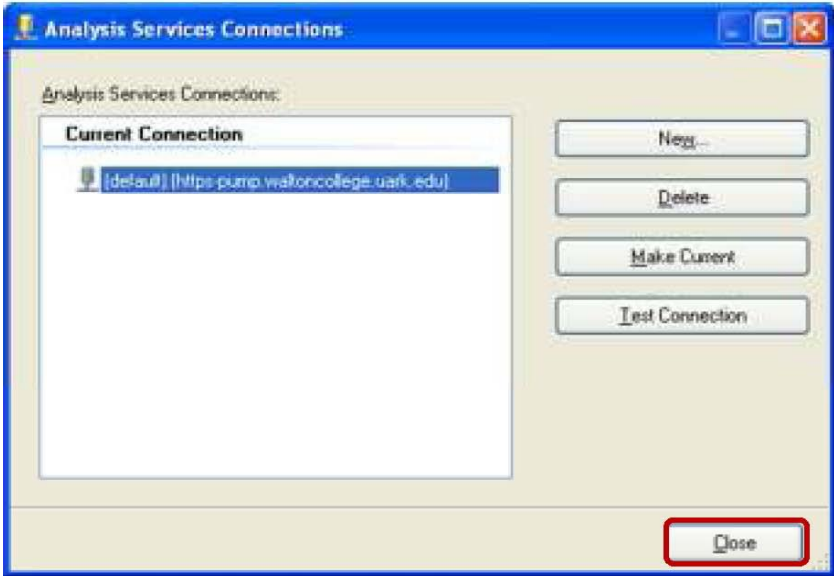 Analysis Services Connections
Analysis Services Connections:
Current Connection
[default] (https-pump.waltoncollege.uark.edu)
New...
Delete
Make Current
Test Connection
Close